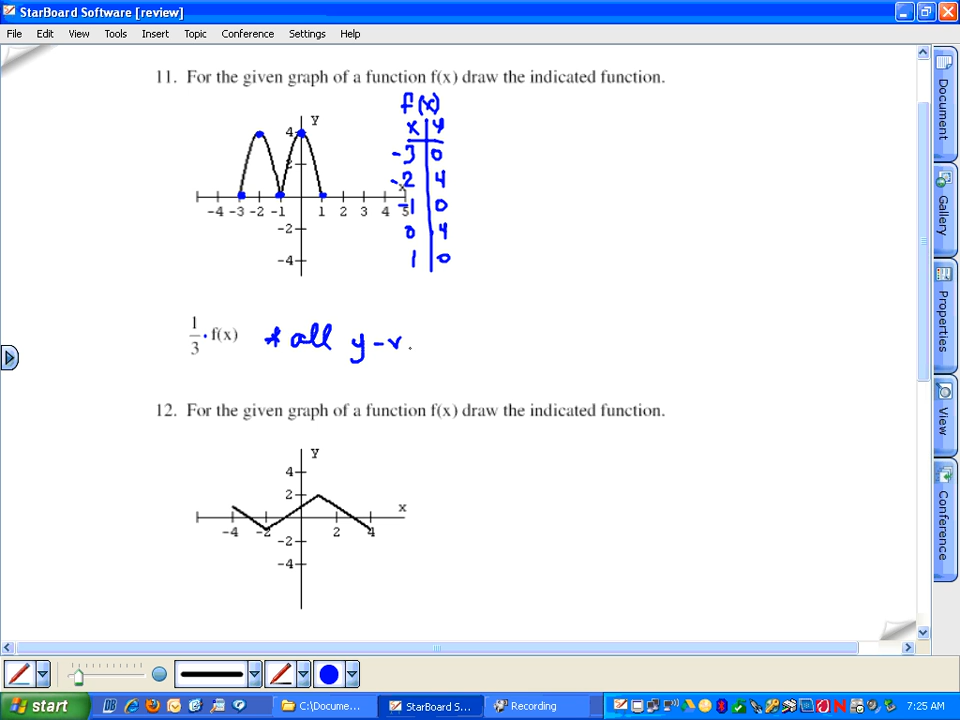 StarBoard Software [review]
File Edit View Tools Insert Topic Conference Settings Help
11. For the given graph of a function f(x) draw the indicated function.
f(x)
x y
-3 0
-2 4
-1 0
0 4
1 0
y
4
2
x
-4 -3 -2 -1 1 2 3 4 5
-2
-4
1/3 · f(x) * all y-v
12. For the given graph of a function f(x) draw the indicated function.
y
4
2
x
-4 -2 2 4
-2
-4
Document
Gallery
Properties
View
Conference
start C:\Docume... StarBoard S... Recording 7:25 AM